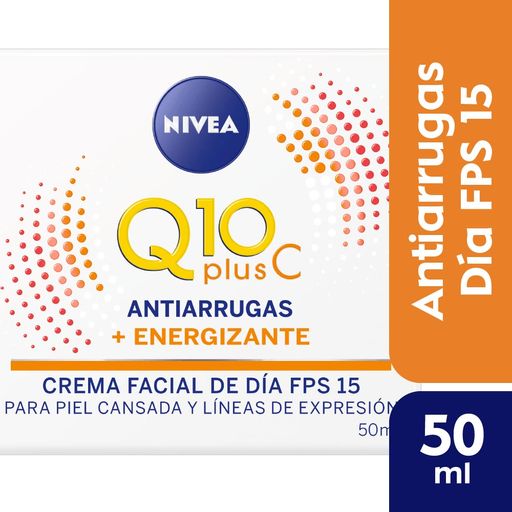 NIVEA
Q10
plus C
ANTIARRUGAS
+ ENERGIZANTE
CREMA FACIAL DE DÍA FPS 15
PARA PIEL CANSADA Y LÍNEAS DE EXPRESIÓN
50m
Antiarrugas
Día FPS 15
50
ml